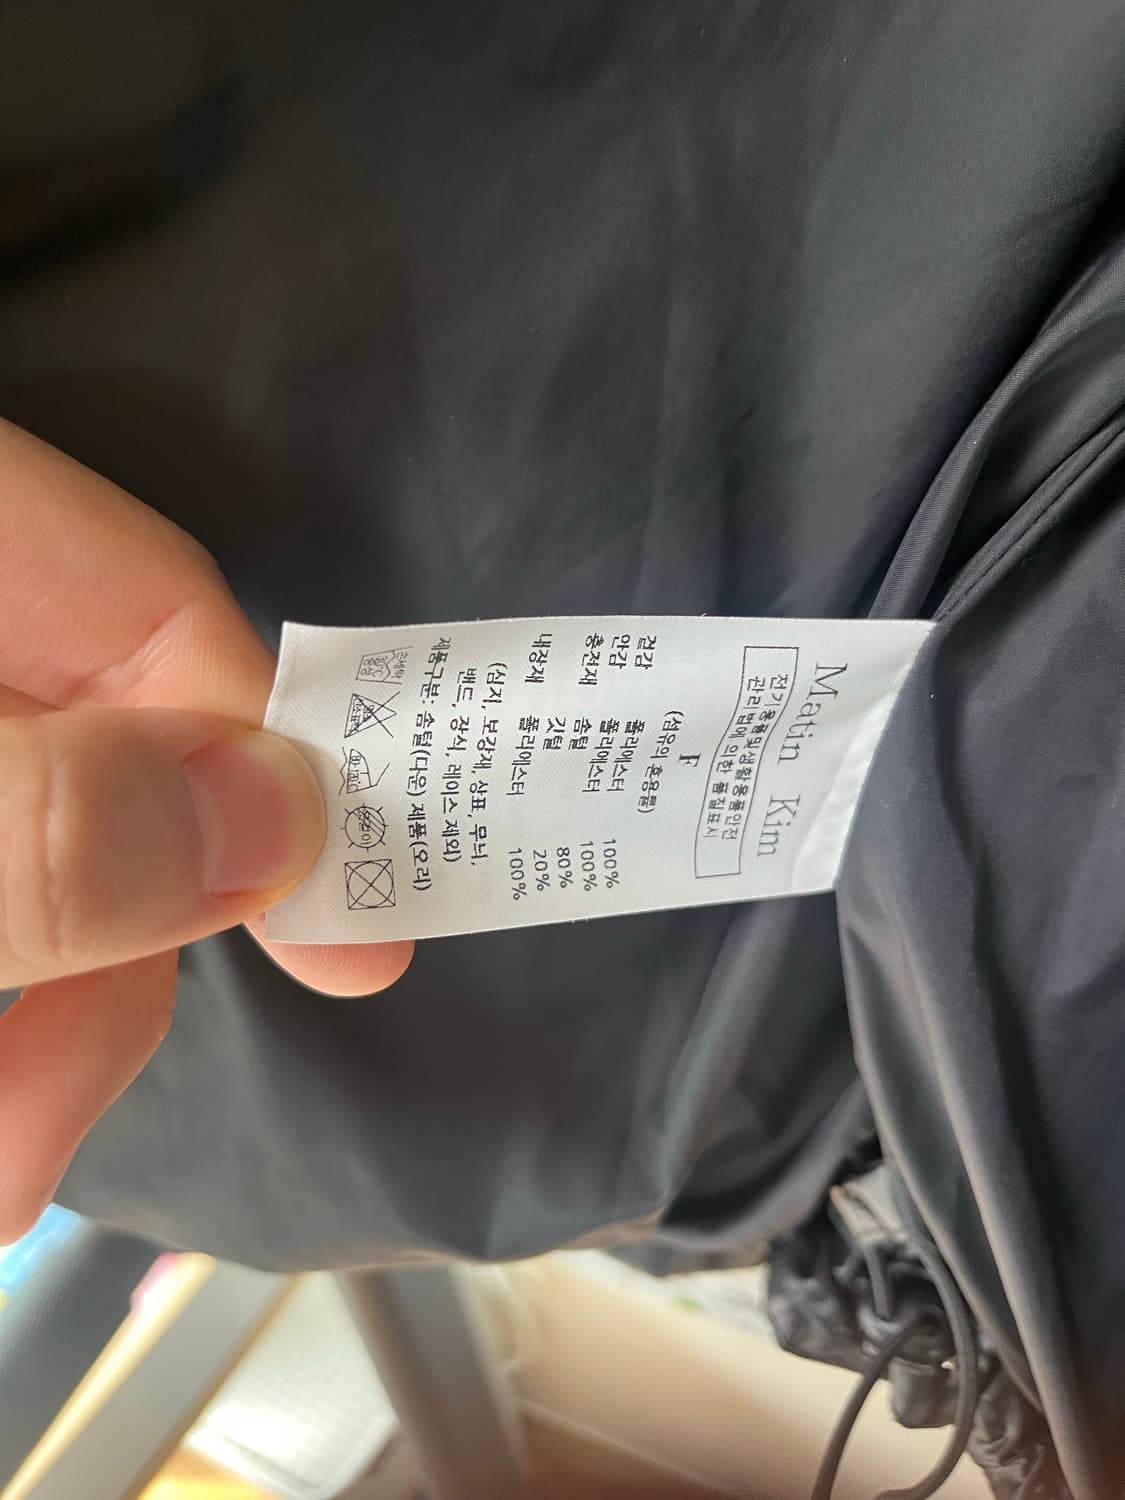 Matin Kim
전기용품및생활용품안전
관리법에 의한 품질표시
F
(섬유의 혼용률)
겉감 폴리에스터 100%
안감 폴리에스터 100%
충전재 솜털 80%
깃털 20%
내장재 폴리에스터 100%
(심지, 보강재, 상표, 무늬,
밴드, 장식, 레이스 제외)
제품구분: 솜털(다운) 제품(오리)
손세탁